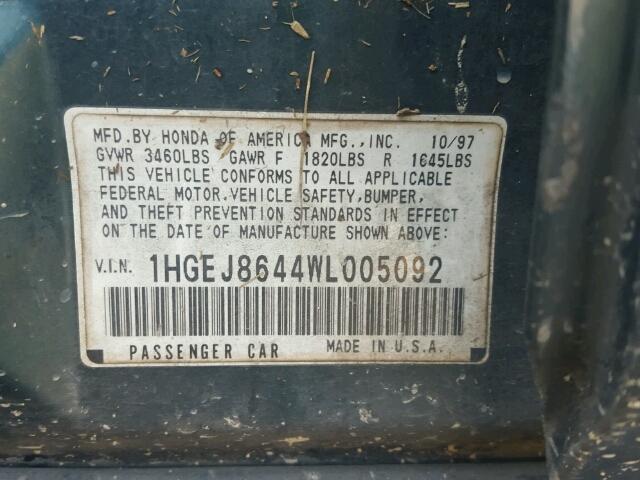 MFD.BY HONDA OF AMERICA MFG.,INC. 10/97
GVWR 3460LBS GAWR F 1820LBS R 1645LBS
THIS VEHICLE CONFORMS TO ALL APPLICABLE
FEDERAL MOTOR VEHICLE SAFETY,BUMPER,
AND THEFT PREVENTION STANDARDS IN EFFECT
ON THE DATE OF MANUFACTURE SHOWN ABOVE:
V.I.N. 1HGEJ8644WL005092
PASSENGER CAR MADE IN U.S.A.